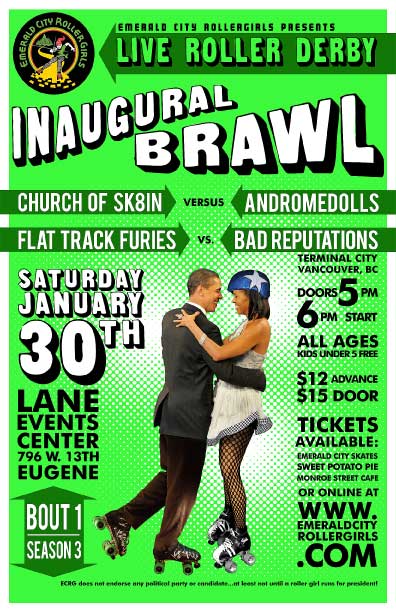 EMERALD CITY ROLLERGIRLS
EMERALD CITY ROLLERGIRLS PRESENTS
LIVE ROLLER DERBY
INAUGURAL
BRAWL
CHURCH OF SK8IN VERSUS ANDROMEDOLLS
FLAT TRACK FURIES VS. BAD REPUTATIONS
TERMINAL CITY
VANCOUVER, BC
SATURDAY
JANUARY
30TH
LANE
EVENTS
CENTER
796 W. 13TH
EUGENE
BOUT 1
SEASON 3
DOORS 5 PM
6 PM START
ALL AGES
KIDS UNDER 5 FREE
$12 ADVANCE
$15 DOOR
TICKETS
AVAILABLE:
EMERALD CITY SKATES
SWEET POTATO PIE
MONROE STREET CAFE
OR ONLINE AT
WWW.
EMERALDCITY
ROLLERGIRLS
.COM
ECRG does not endorse any political party or candidate...at least not until a roller girl runs for president!